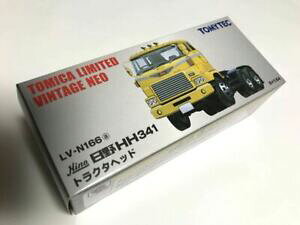 TOMICA LIMITED
VINTAGE NEO
TOMYTEC
LV-N166 a
Hino 日野HH341
トラクタヘッド